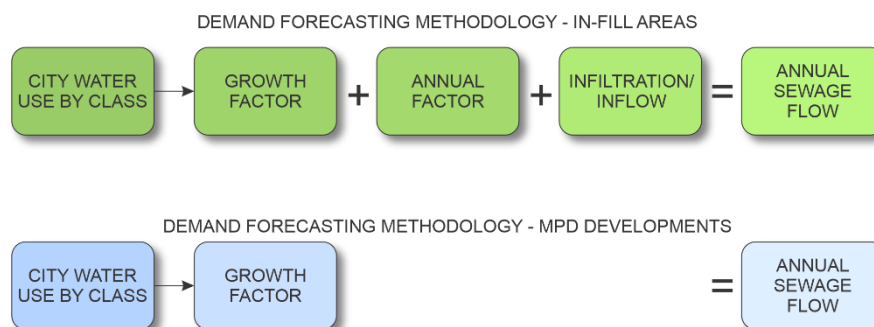 DEMAND FORECASTING METHODOLOGY - IN-FILL AREAS
CITY WATER
USE BY CLASS
GROWTH
FACTOR
+
ANNUAL
FACTOR
+
INFILTRATION/
INFLOW
=
ANNUAL
SEWAGE
FLOW
DEMAND FORECASTING METHODOLOGY - MPD DEVELOPMENTS
CITY WATER
USE BY CLASS
GROWTH
FACTOR
=
ANNUAL
SEWAGE
FLOW